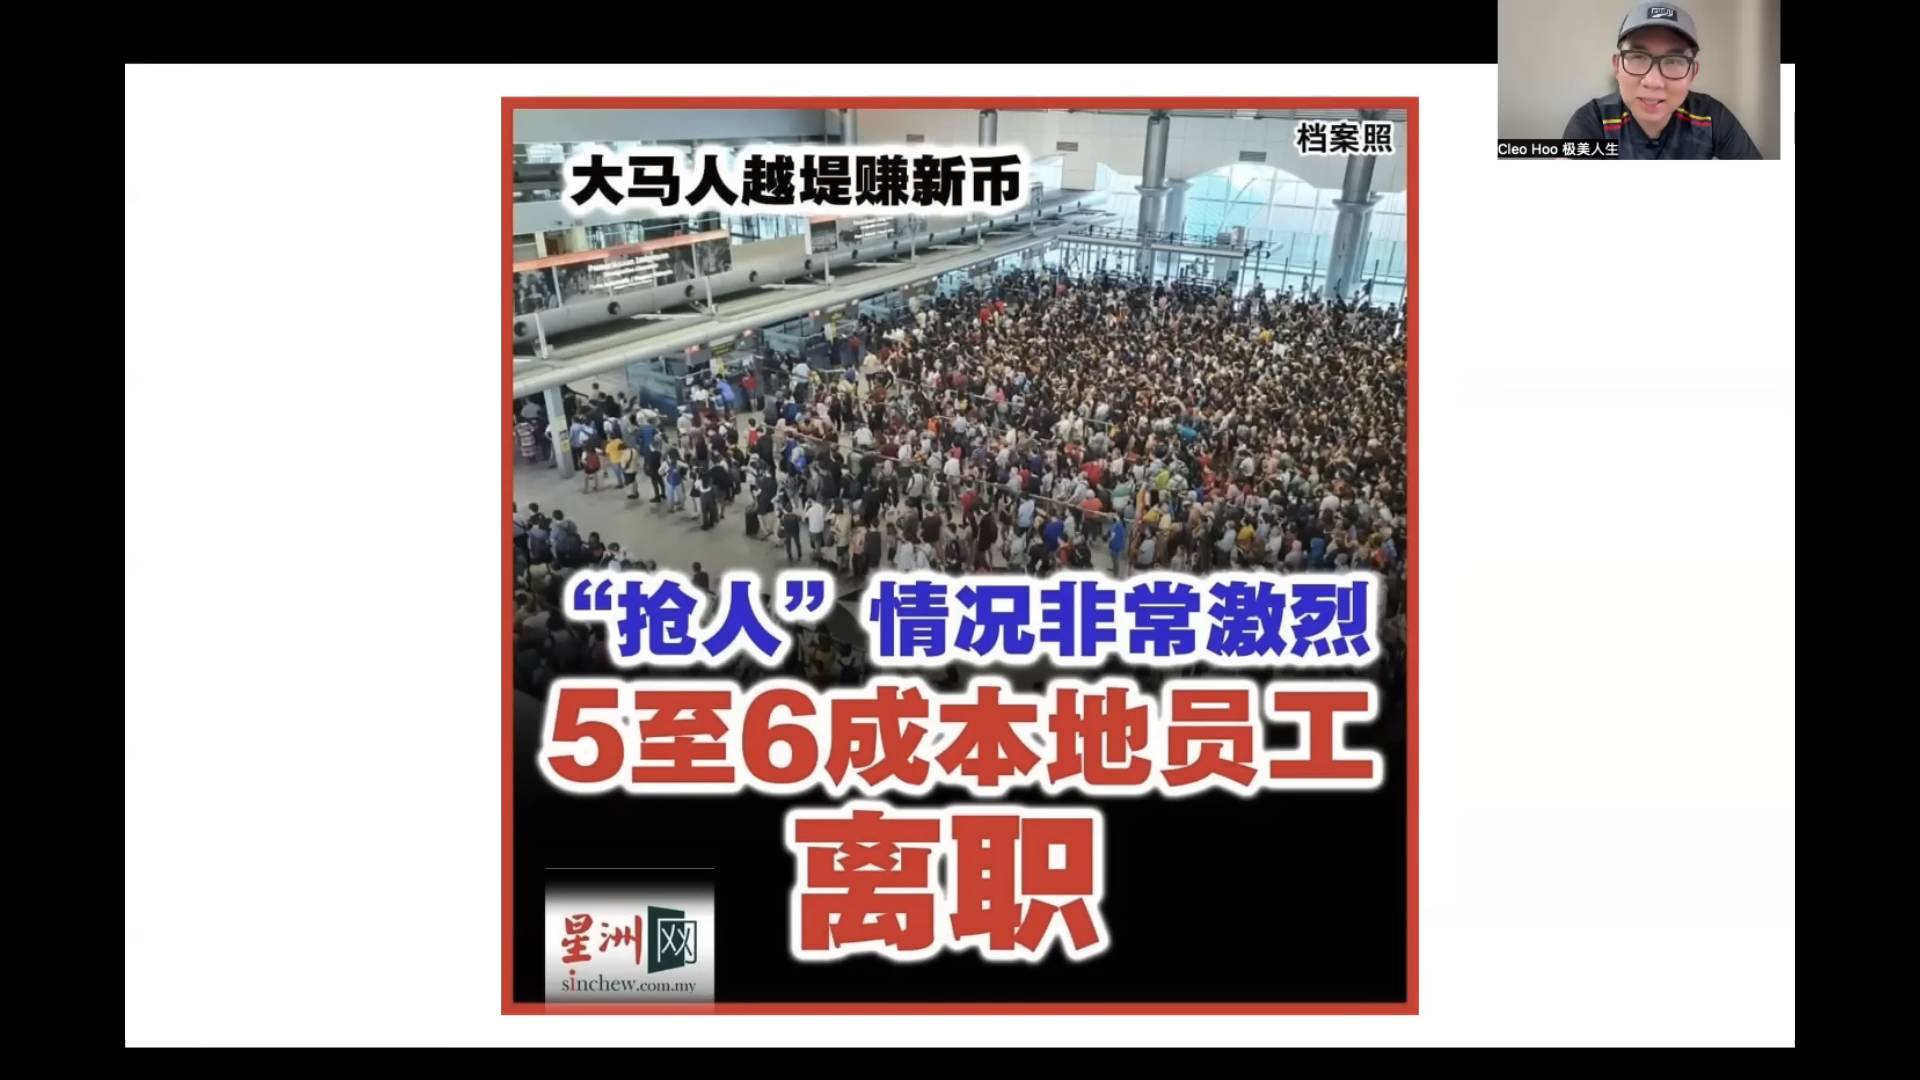 档案照
大马人越堤赚新币
“抢人”情况非常激烈
5至6成本地员工
离职
星洲网
sinchew.com.my
Cleo Hoo 极美人生